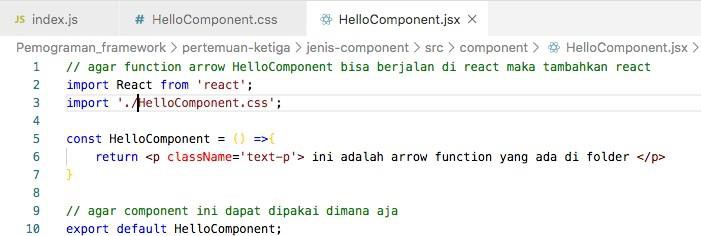 JS index.js # HelloComponent.css HelloComponent.jsx ×
Pemograman_framework > pertemuan-ketiga > jenis-component > src > component > HelloComponent.jsx >
1 // agar function arrow HelloComponent bisa berjalan di react maka tambahkan react
2 import React from 'react';
3 import './HelloComponent.css';
4
5 const HelloComponent = () =>{
6 return <p className='text-p'> ini adalah arrow function yang ada di folder </p>
7 }
8
9 // agar component ini dapat dipakai dimana aja
10 export default HelloComponent;